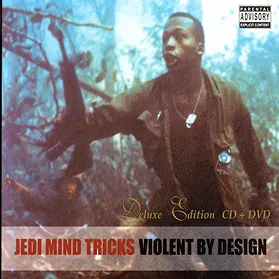 PARENTAL
ADVISORY
EXPLICIT CONTENT
Deluxe Edition CD + DVD
JEDI MIND TRICKS VIOLENT BY DESIGN